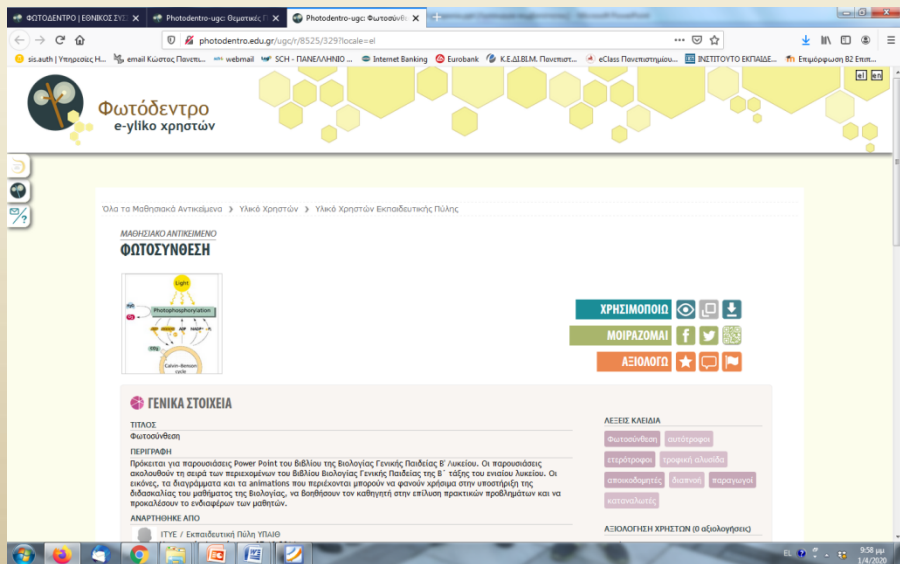 ΦΩΤΟΔΕΝΤΡΟ | ΕΘΝΙΚΟΣ ΣΥΣ
Photodentro-ugc: Θεματικές Π
Photodentro-ugc: Φωτοσύνθε
photodentro.edu.gr/ugc/r/8525/329?locale=el
sis.auth | Υπηρεσίες Η...
email Κώστας Πανεπ...
webmail
SCH - ΠΑΝΕΛΛΗΝΙΟ ...
Internet Banking
Eurobank
Κ.Ε.ΔΙ.ΒΙ.Μ. Πανεπιστ...
eClass Πανεπιστημίου...
ΙΝΣΤΙΤΟΥΤΟ ΕΚΠΑΙΔΕ...
Επιμόρφωση Β2 Επιπ...
el en
Φωτόδεντρο
e-yliko χρηστών
Όλα τα Μαθησιακά Αντικείμενα > Υλικό Χρηστών > Υλικό Χρηστών Εκπαιδευτικής Πύλης
ΜΑΘΗΣΙΑΚΟ ΑΝΤΙΚΕΙΜΕΝΟ
ΦΩΤΟΣΥΝΘΕΣΗ
Light
Photophosphorylation
ADP
Calvin-Benson
cycle
ΧΡΗΣΙΜΟΠΟΙΩ
ΜΟΙΡΑΖΟΜΑΙ
ΑΞΙΟΛΟΓΩ
ΓΕΝΙΚΑ ΣΤΟΙΧΕΙΑ
ΤΙΤΛΟΣ
Φωτοσύνθεση
ΠΕΡΙΓΡΑΦΗ
Πρόκειται για παρουσιάσεις Power Point του βιβλίου της Βιολογίας Γενικής Παιδείας Β' Λυκείου. Οι παρουσιάσεις
ακολουθούν τη σειρά των περιεχομένων του βιβλίου Βιολογίας Γενικής Παιδείας της Β΄ τάξης του ενιαίου λυκείου. Οι
εικόνες, τα διαγράμματα και τα animations που περιέχονται μπορούν να φανούν χρήσιμα στην υποστήριξη της
διδασκαλίας του μαθήματος της Βιολογίας, να βοηθήσουν τον καθηγητή στην επίλυση πρακτικών προβλημάτων και να
προκαλέσουν το ενδιαφέρον των μαθητών.
ΑΝΑΡΤΗΘΗΚΕ ΑΠΟ
ΙΤΥΕ / Εκπαιδευτική Πύλη ΥΠΑΙΘ
ΛΕΞΕΙΣ ΚΛΕΙΔΙΑ
Φωτοσύνθεση αυτότροφοι
ετερότροφοι τροφική αλυσίδα
αποικοδομητές διαπνοή παραγωγοί
καταναλωτές
ΑΞΙΟΛΟΓΗΣΗ ΧΡΗΣΤΩΝ (0 αξιολογήσεις)
EL
9:58 μμ
1/4/2020